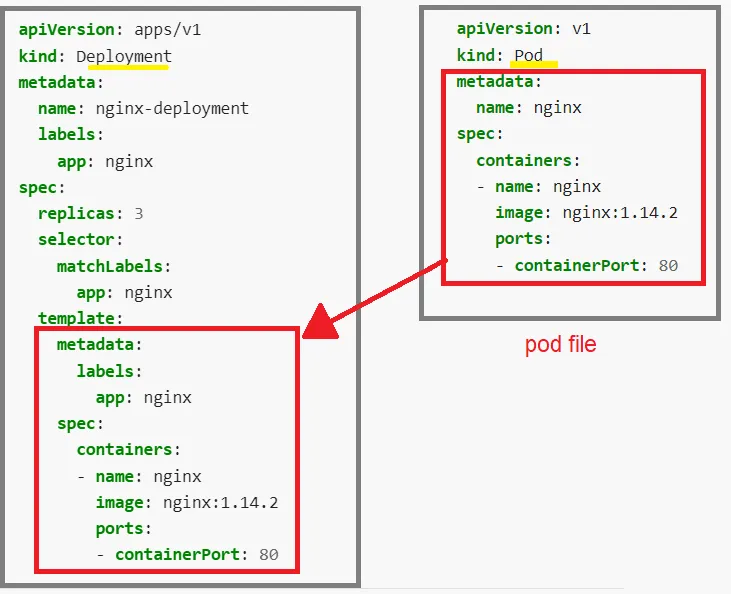 apiVersion: apps/v1
kind: Deployment
metadata:
  name: nginx-deployment
  labels:
    app: nginx
spec:
  replicas: 3
  selector:
    matchLabels:
      app: nginx
  template:
    metadata:
      labels:
        app: nginx
    spec:
      containers:
      - name: nginx
        image: nginx:1.14.2
        ports:
        - containerPort: 80
apiVersion: v1
kind: Pod
metadata:
  name: nginx
spec:
  containers:
  - name: nginx
    image: nginx:1.14.2
    ports:
    - containerPort: 80
pod file